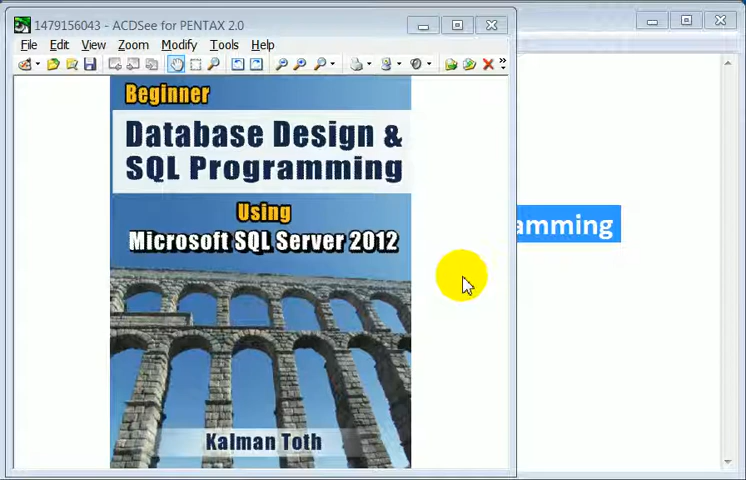 1479156043 - ACDSee for PENTAX 2.0
File Edit View Zoom Modify Tools Help
Beginner
Database Design &
SQL Programming
Using
Microsoft SQL Server 2012
amming
Kalman Toth